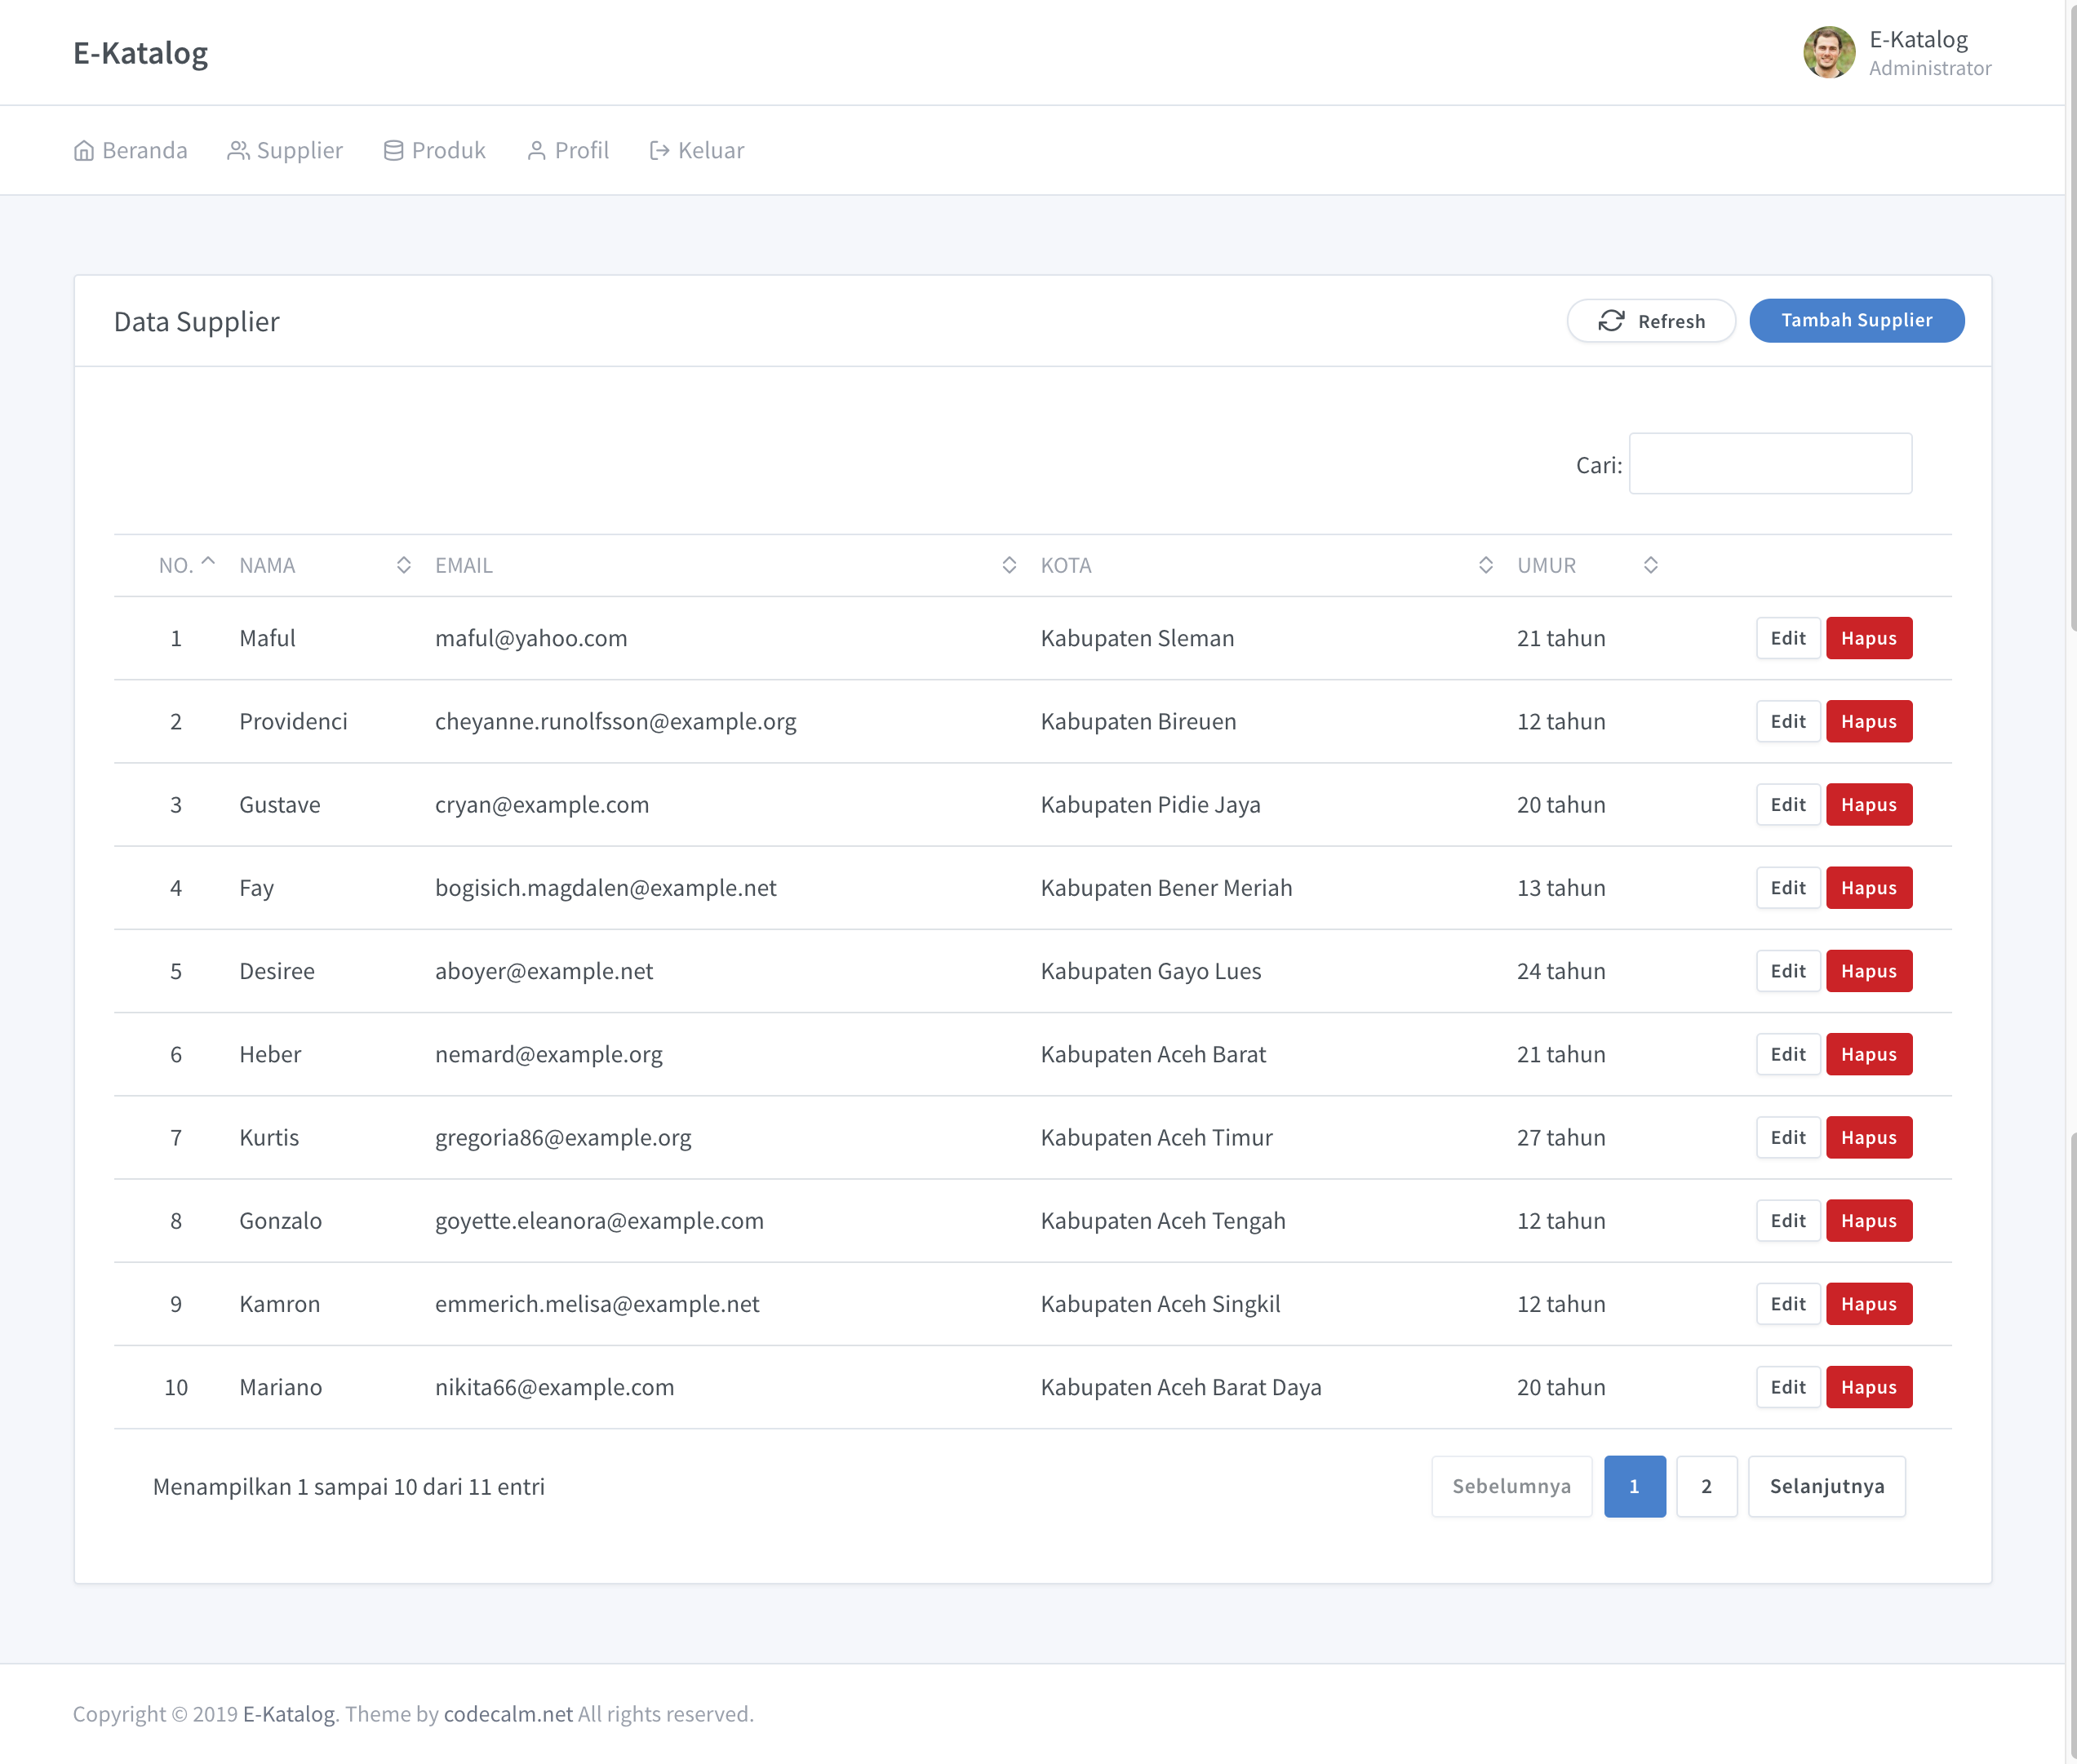 E-Katalog
E-Katalog
Administrator
Beranda Supplier Produk Profil Keluar
Data Supplier Refresh Tambah Supplier
Cari:
NO. NAMA EMAIL KOTA UMUR
1 Maful maful@yahoo.com Kabupaten Sleman 21 tahun Edit Hapus
2 Providenci cheyanne.runolfsson@example.org Kabupaten Bireuen 12 tahun Edit Hapus
3 Gustave cryan@example.com Kabupaten Pidie Jaya 20 tahun Edit Hapus
4 Fay bogisich.magdalen@example.net Kabupaten Bener Meriah 13 tahun Edit Hapus
5 Desiree aboyer@example.net Kabupaten Gayo Lues 24 tahun Edit Hapus
6 Heber nemard@example.org Kabupaten Aceh Barat 21 tahun Edit Hapus
7 Kurtis gregoria86@example.org Kabupaten Aceh Timur 27 tahun Edit Hapus
8 Gonzalo goyette.eleanora@example.com Kabupaten Aceh Tengah 12 tahun Edit Hapus
9 Kamron emmerich.melisa@example.net Kabupaten Aceh Singkil 12 tahun Edit Hapus
10 Mariano nikita66@example.com Kabupaten Aceh Barat Daya 20 tahun Edit Hapus
Menampilkan 1 sampai 10 dari 11 entri Sebelumnya 1 2 Selanjutnya
Copyright © 2019 E-Katalog. Theme by codecalm.net All rights reserved.